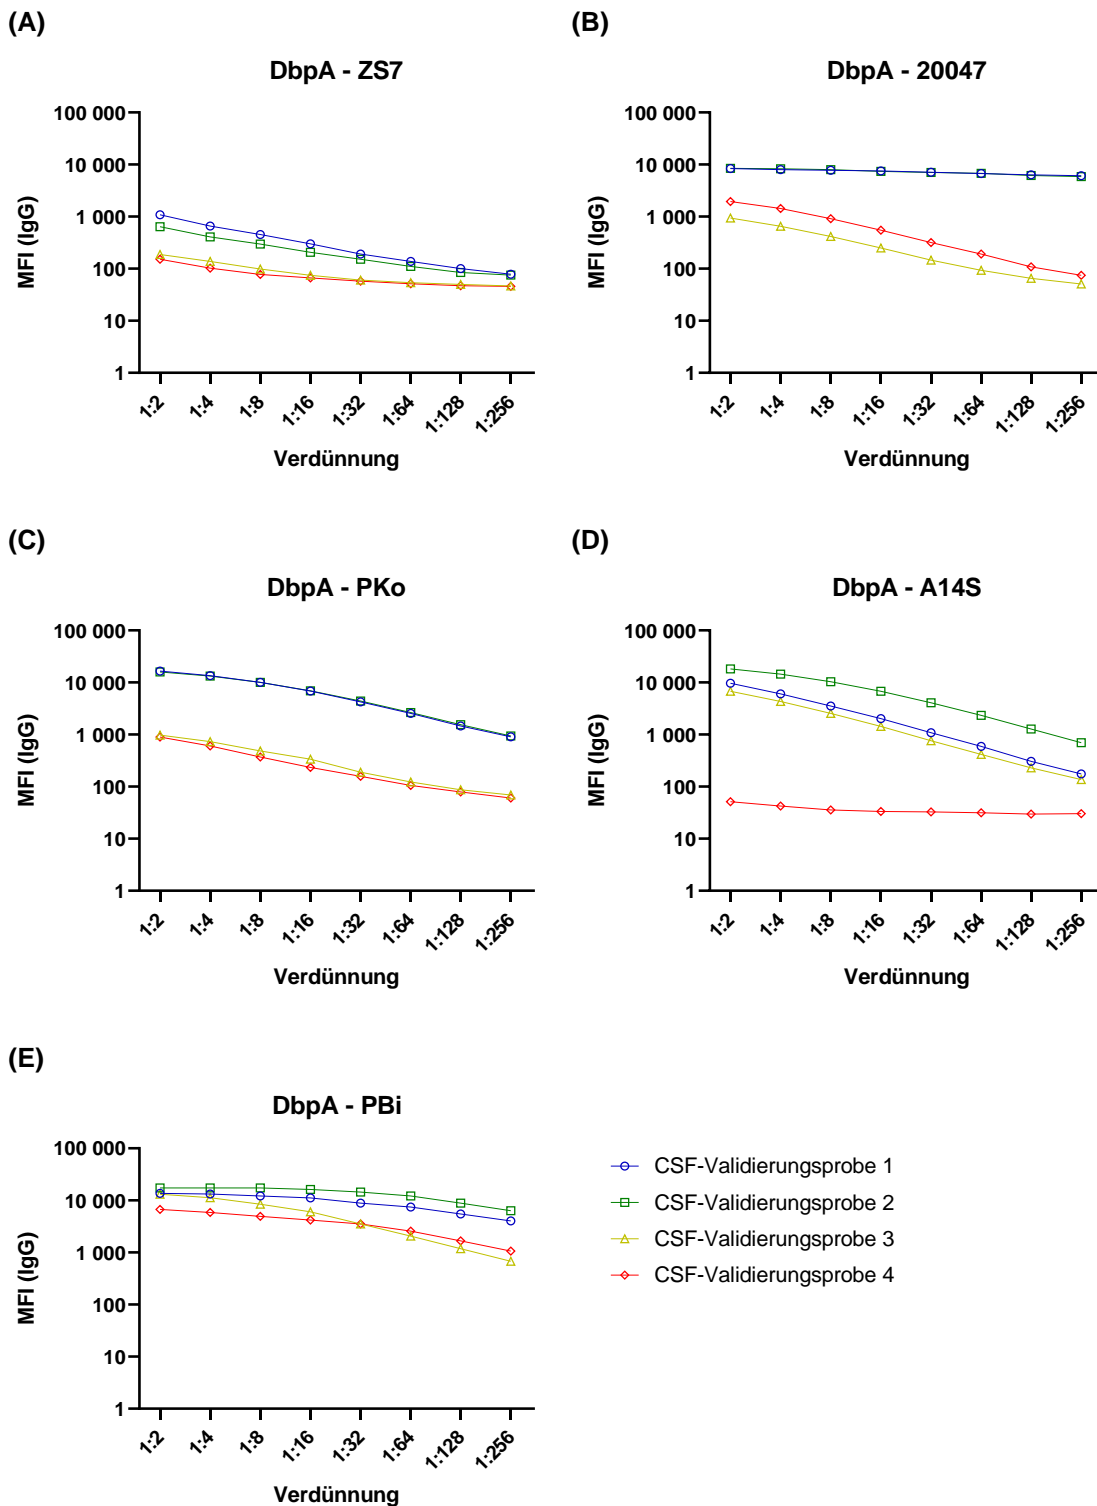 (A)
DbpA - ZS7
100 000
10 000
1 000
100
10
1
MFI (IgG)
1:2
1:4
1:8
1:16
1:32
1:64
1:128
1:256
Verdünnung
(B)
DbpA - 20047
100 000
10 000
1 000
100
10
1
MFI (IgG)
1:2
1:4
1:8
1:16
1:32
1:64
1:128
1:256
Verdünnung
(C)
DbpA - PKo
100 000
10 000
1 000
100
10
1
MFI (IgG)
1:2
1:4
1:8
1:16
1:32
1:64
1:128
1:256
Verdünnung
(D)
DbpA - A14S
100 000
10 000
1 000
100
10
1
MFI (IgG)
1:2
1:4
1:8
1:16
1:32
1:64
1:128
1:256
Verdünnung
(E)
DbpA - PBi
100 000
10 000
1 000
100
10
1
MFI (IgG)
1:2
1:4
1:8
1:16
1:32
1:64
1:128
1:256
Verdünnung
CSF-Validierungsprobe 1
CSF-Validierungsprobe 2
CSF-Validierungsprobe 3
CSF-Validierungsprobe 4